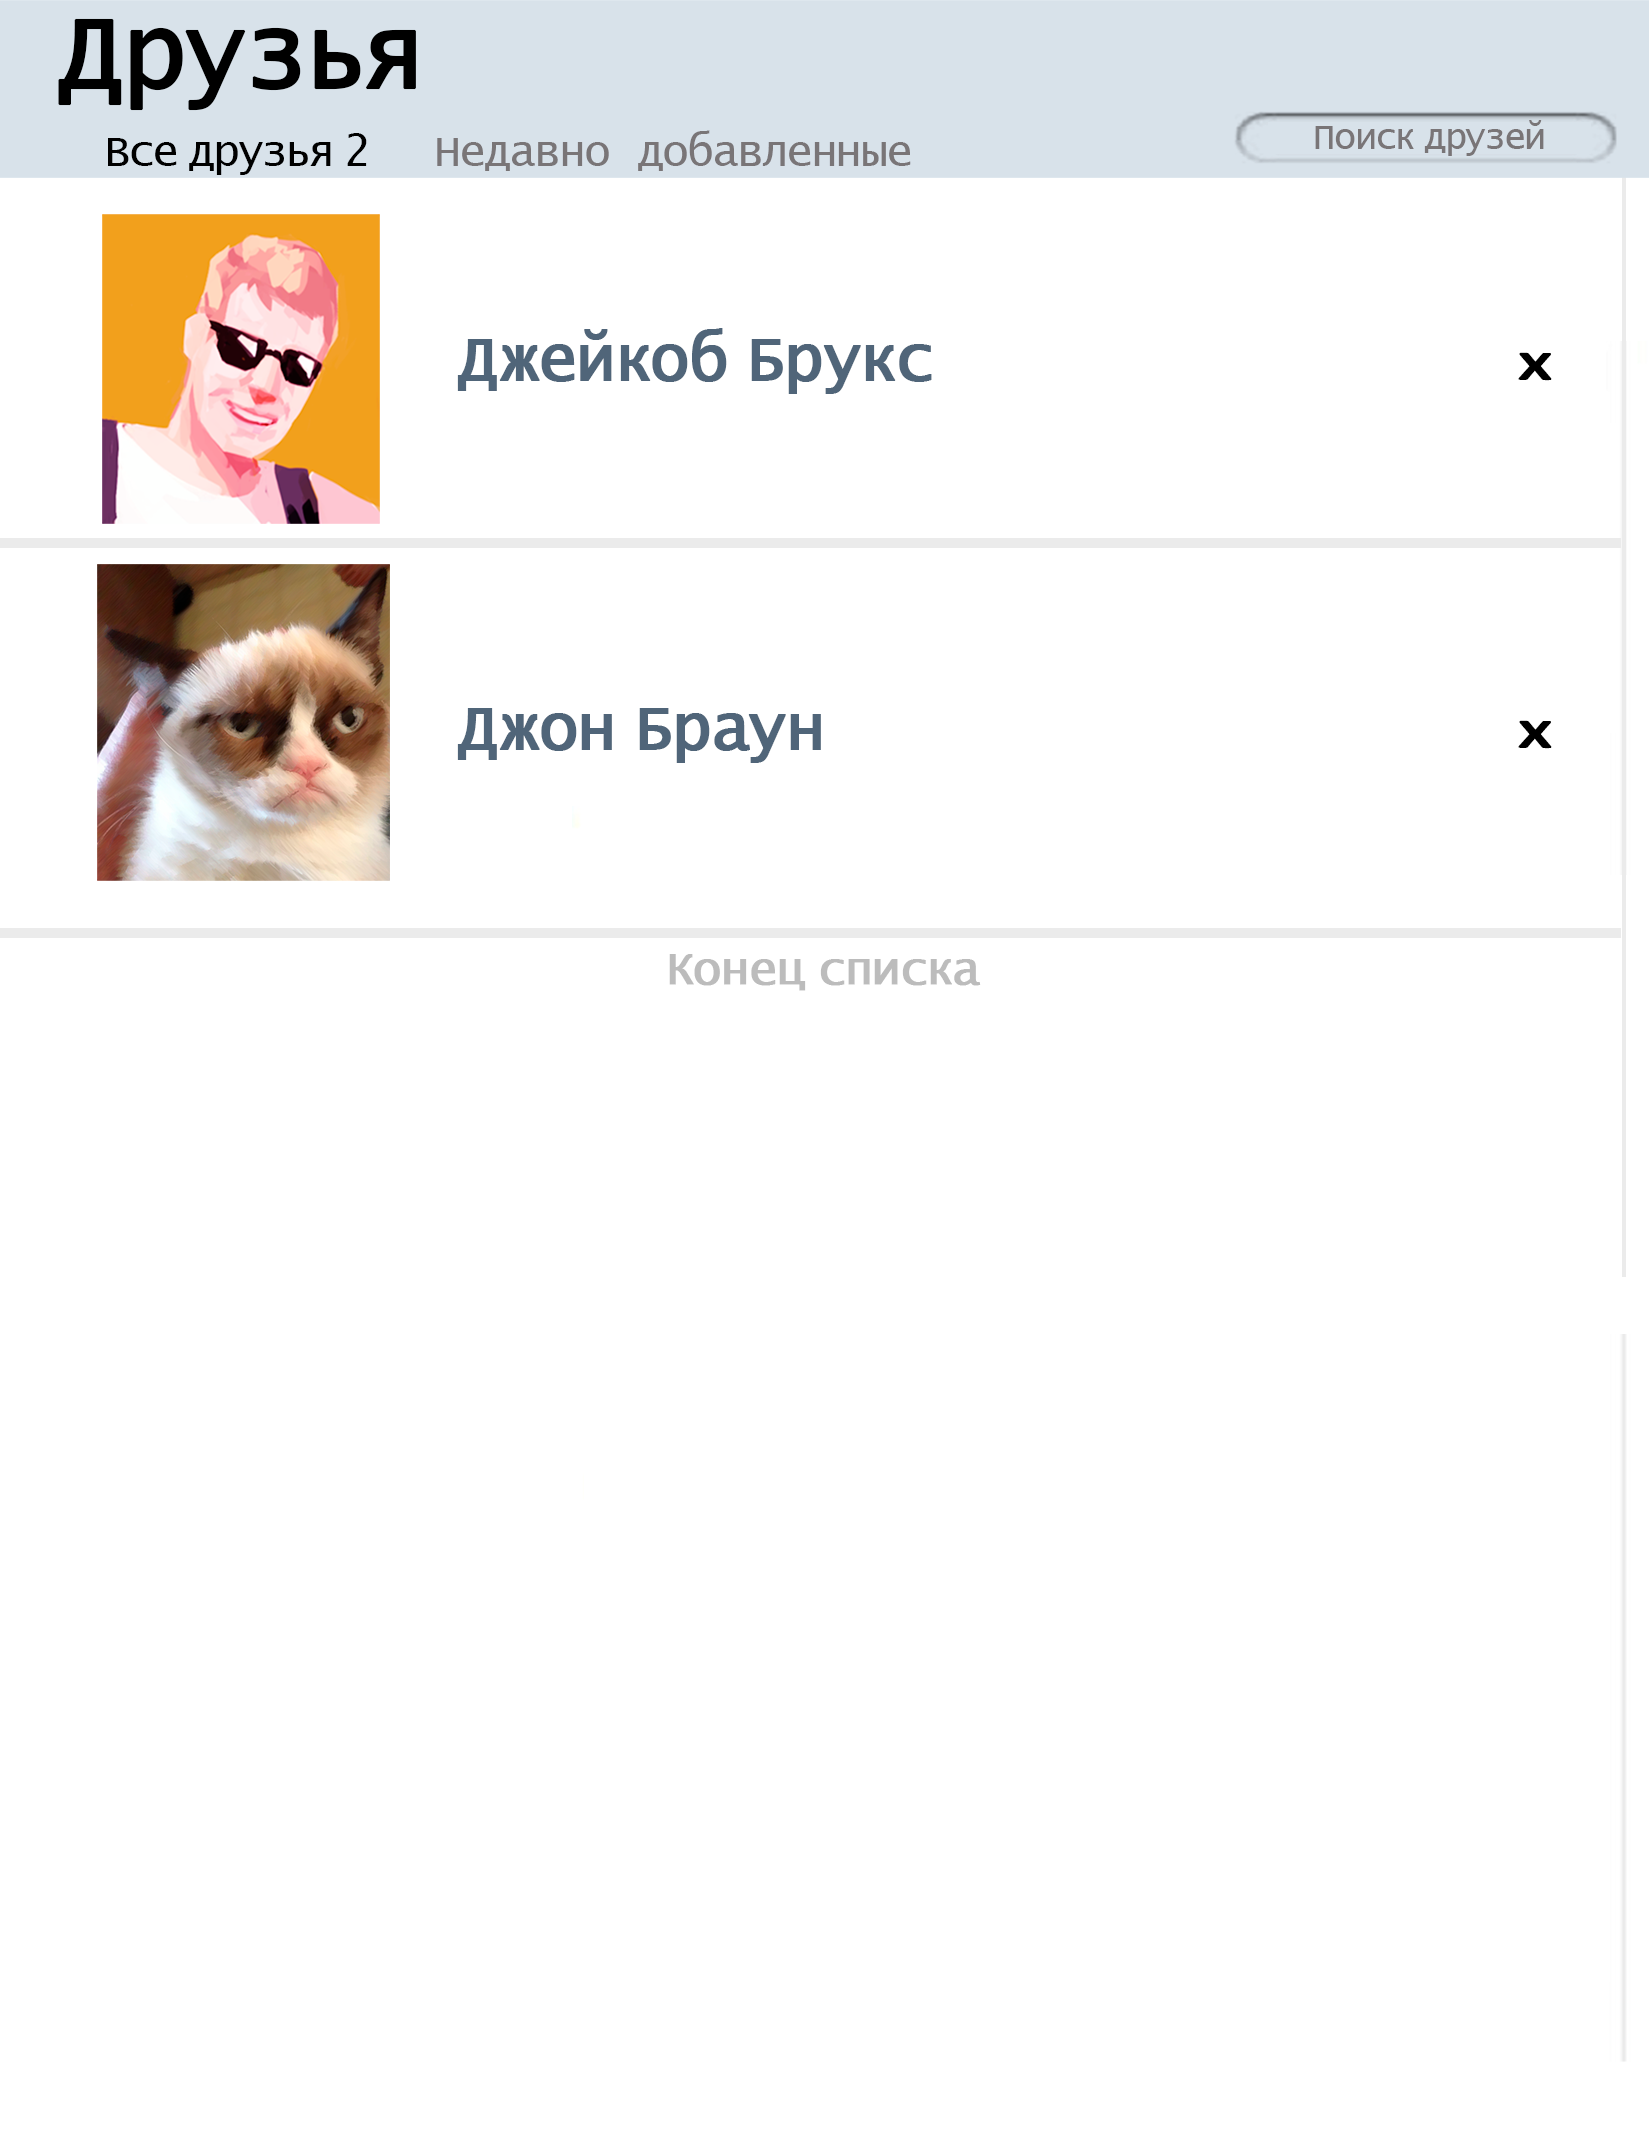 Друзья
Все друзья 2 Недавно добавленные Поиск друзей
Джейкоб Брукс x
Джон Браун x
Конец списка